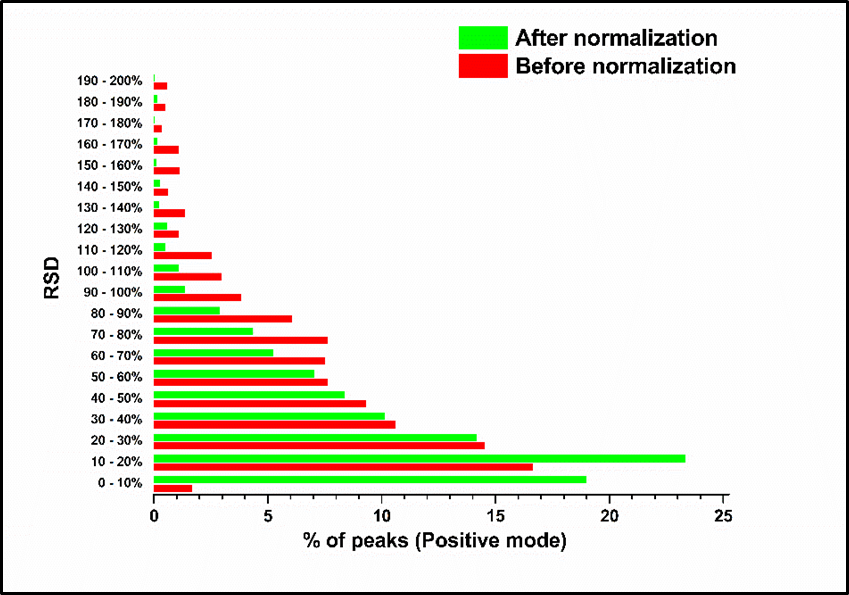 After normalization
Before normalization
190 - 200%
180 - 190%
170 - 180%
160 - 170%
150 - 160%
140 - 150%
130 - 140%
120 - 130%
110 - 120%
100 - 110%
90 - 100%
80 - 90%
70 - 80%
60 - 70%
50 - 60%
40 - 50%
30 - 40%
20 - 30%
10 - 20%
0 - 10%
RSD
0 5 10 15 20 25
% of peaks (Positive mode)